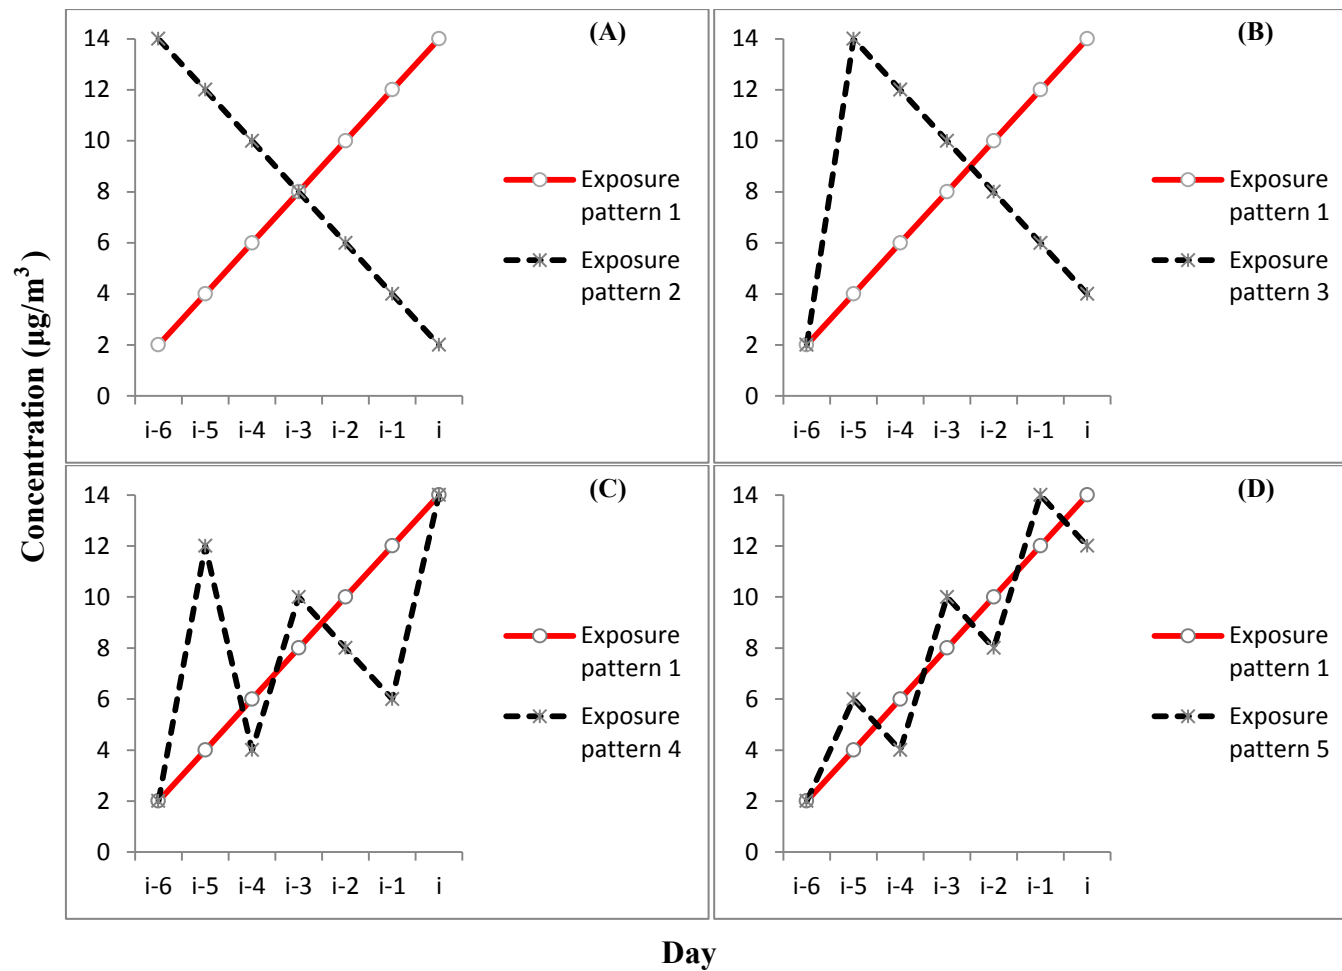 Concentration (µg/m³)
(A)
14
12
10
8
6
4
2
0
i-6 i-5 i-4 i-3 i-2 i-1 i
Exposure
pattern 1
Exposure
pattern 2
(B)
14
12
10
8
6
4
2
0
i-6 i-5 i-4 i-3 i-2 i-1 i
Exposure
pattern 1
Exposure
pattern 3
(C)
14
12
10
8
6
4
2
0
i-6 i-5 i-4 i-3 i-2 i-1 i
Exposure
pattern 1
Exposure
pattern 4
(D)
14
12
10
8
6
4
2
0
i-6 i-5 i-4 i-3 i-2 i-1 i
Exposure
pattern 1
Exposure
pattern 5
Day